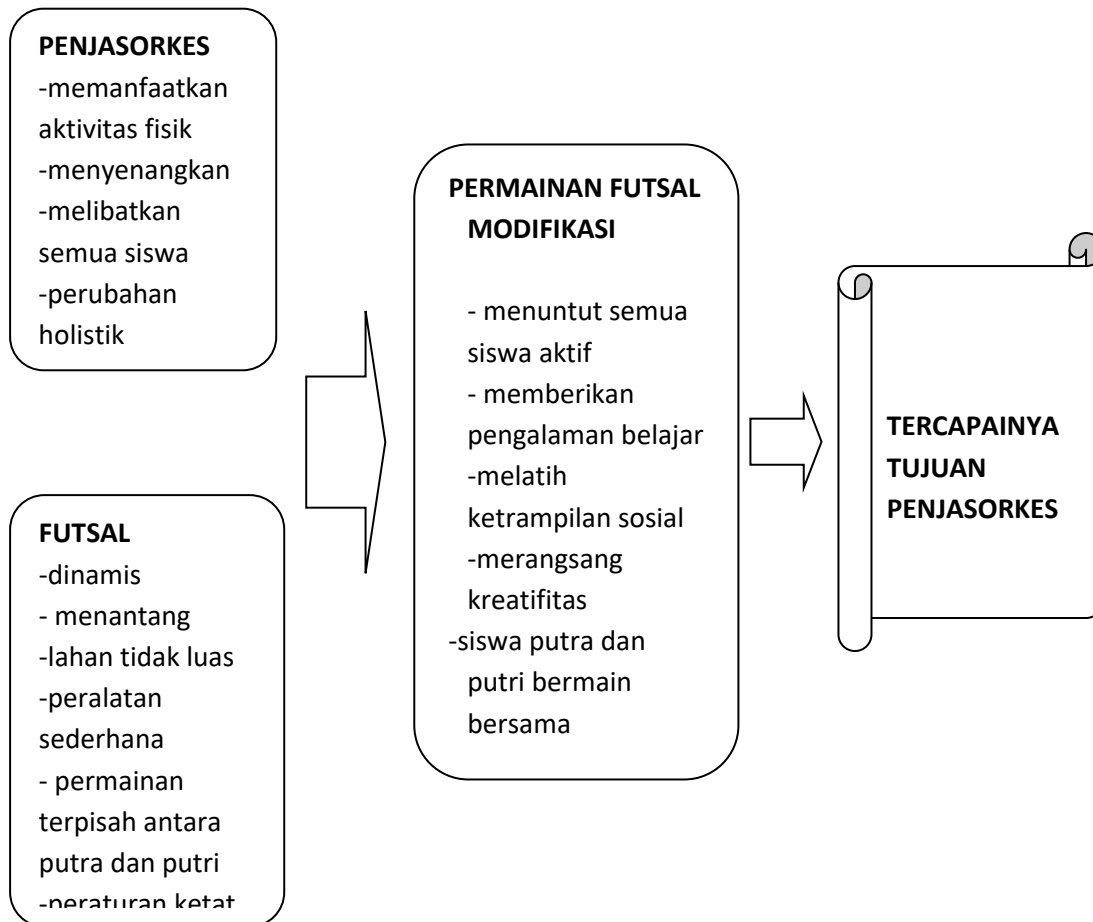 PENJASORKES
-memanfaatkan
aktivitas fisik
-menyenangkan
-melibatkan
semua siswa
-perubahan
holistik
FUTSAL
-dinamis
- menantang
-lahan tidak luas
-peralatan
sederhana
- permainan
terpisah antara
putra dan putri
-peraturan ketat
PERMAINAN FUTSAL
MODIFIKASI
- menuntut semua
siswa aktif
- memberikan
pengalaman belajar
-melatih
ketrampilan sosial
-merangsang
kreatifitas
-siswa putra dan
putri bermain
bersama
TERCAPAINYA
TUJUAN
PENJASORKES